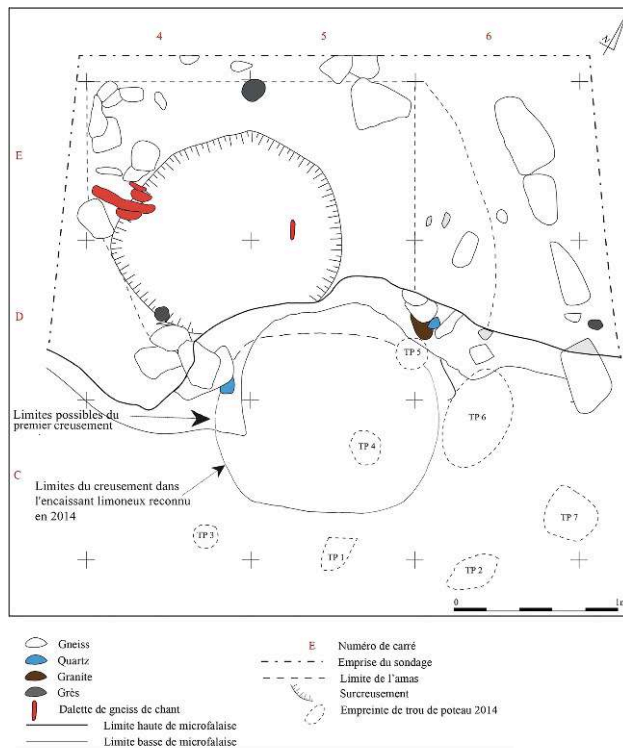 4 5 6
N
E
D
TP 5
Limites possibles du
premier creusement
TP 6
C
TP 4
Limites du creusement dans
l'encaissant limoneux reconnu
en 2014
TP 7
TP 3
TP 1
TP 2
0 1m
Gneiss
Quartz
Granite
Grès
Dalette de gneiss de chant
Limite haute de microfalaise
Limite basse de microfalaise
E Numéro de carré
Emprise du sondage
Limite de l'amas
Surcreusement
Empreinte de trou de poteau 2014